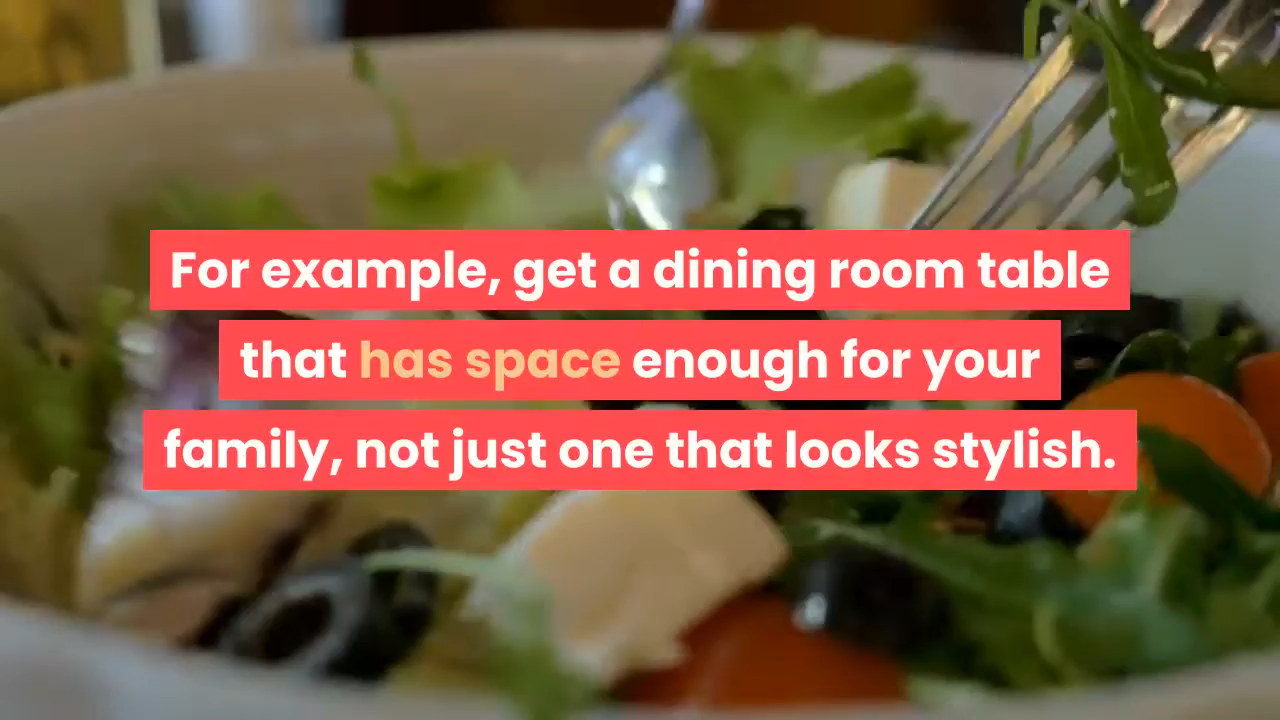 For example, get a dining room table
that has space enough for your
family, not just one that looks stylish.